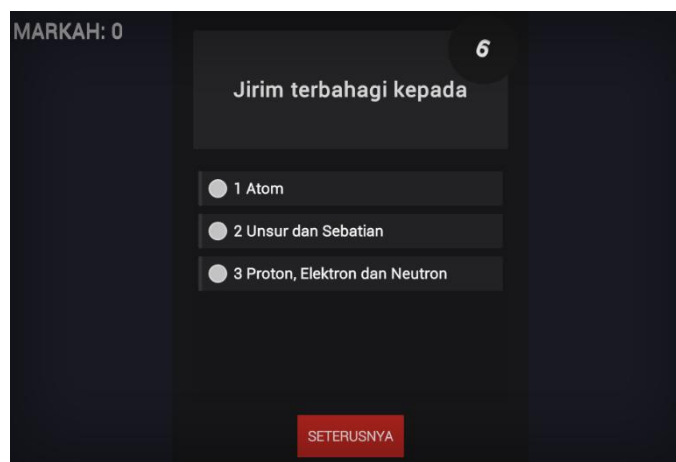 MARKAH: 0
6
Jirim terbahagi kepada
1 Atom
2 Unsur dan Sebatian
3 Proton, Elektron dan Neutron
SETERUSNYA